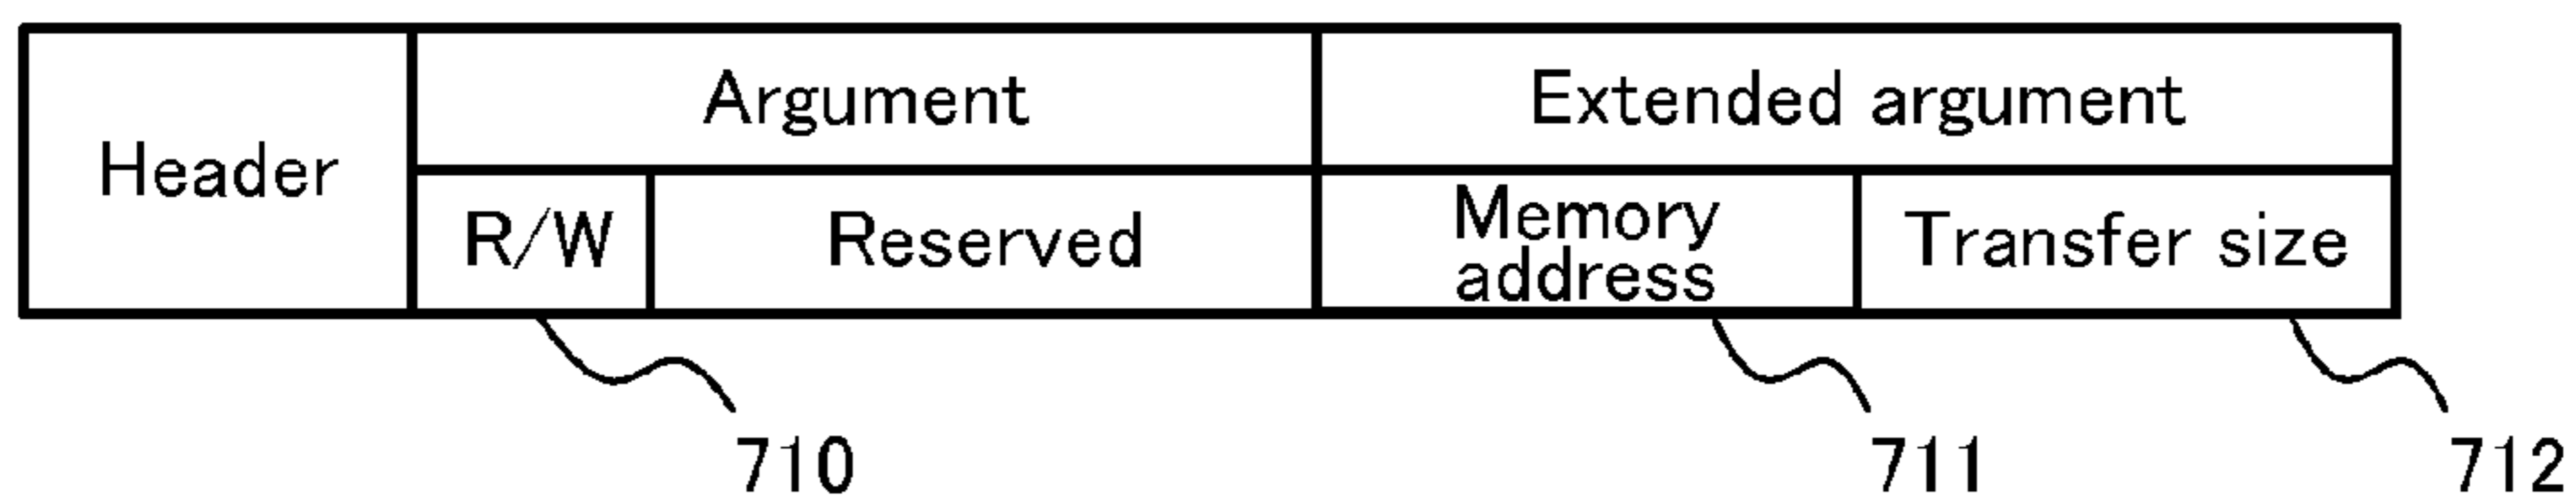 Header
Argument
Extended argument
R/W
Reserved
Memory
address
Transfer size
710
711
712